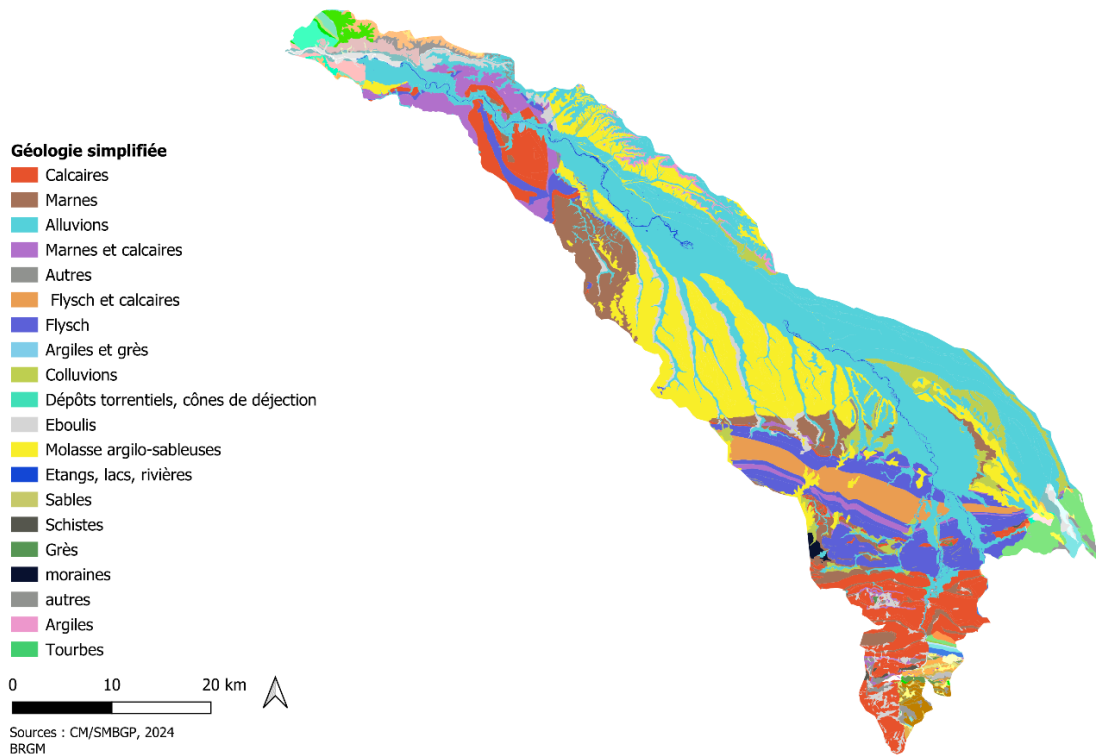 Géologie simplifiée
Calcaires
Marnes
Alluvions
Marnes et calcaires
Autres
Flysch et calcaires
Flysch
Argiles et grès
Colluvions
Dépôts torrentiels, cônes de déjection
Eboulis
Molasse argilo-sableuses
Etangs, lacs, rivières
Sables
Schistes
Grès
moraines
autres
Argiles
Tourbes
0 10 20 km
Sources : CM/SMBGP, 2024
BRGM